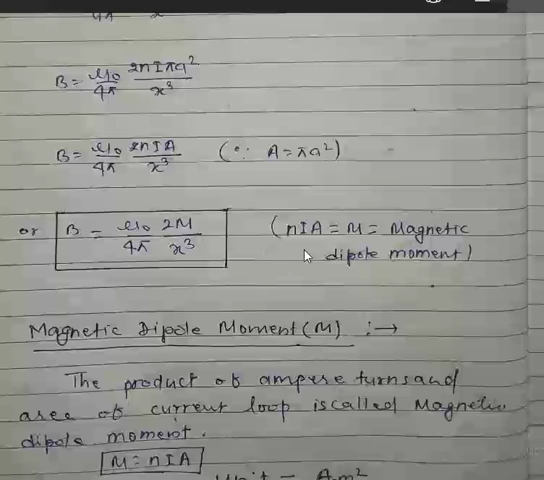 4π x
B = μ0/4π 2nIπa²/x³
B = μ0/4π 2nIA/x³ (∵ A = πa²)
or B = μ0/4π 2M/x³ (nIA = M = Magnetic
dipole moment)
Magnetic Dipole Moment (M) :→
The product of ampere turns and
area of current loop is called Magnetic
dipole moment.
M = nIA
Unit = Am²